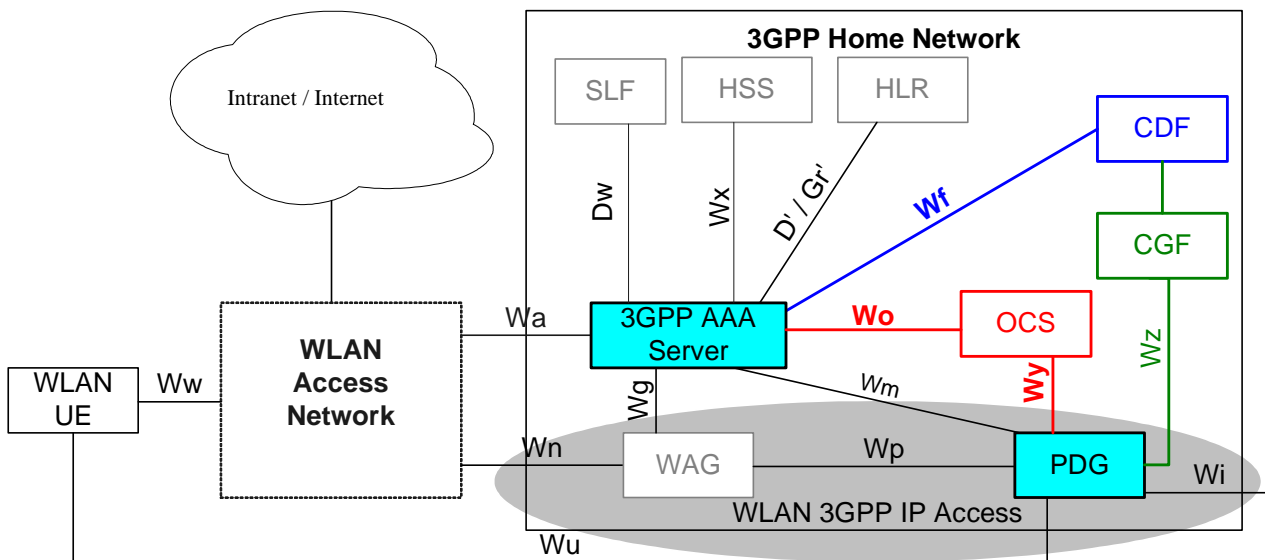 3GPP Home Network
Intranet / Internet
SLF
HSS
HLR
CDF
Dw
Wx
D' / Gr'
Wf
CGF
Wa
3GPP AAA
Server
Wo
OCS
Wz
WLAN
Access
Network
WLAN
UE
Ww
Wg
Wm
Wy
Wn
WAG
Wp
PDG
Wi
WLAN 3GPP IP Access
Wu